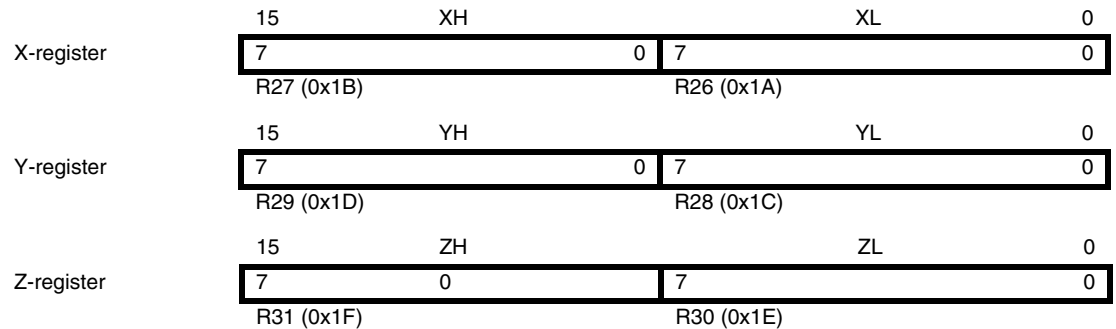 15 XH XL 0
X-register 7 0 7 0
R27 (0x1B) R26 (0x1A)
15 YH YL 0
Y-register 7 0 7 0
R29 (0x1D) R28 (0x1C)
15 ZH ZL 0
Z-register 7 0 7 0
R31 (0x1F) R30 (0x1E)